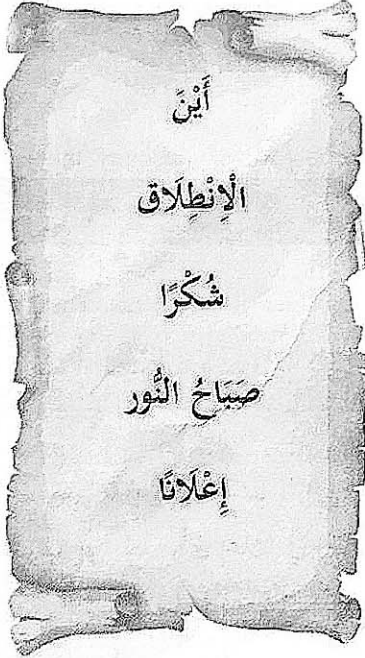 أَيْنَ
الْاِنْطِلَاق
شُكْرًا
صَبَاحُ النُّور
إِعْلَانًا